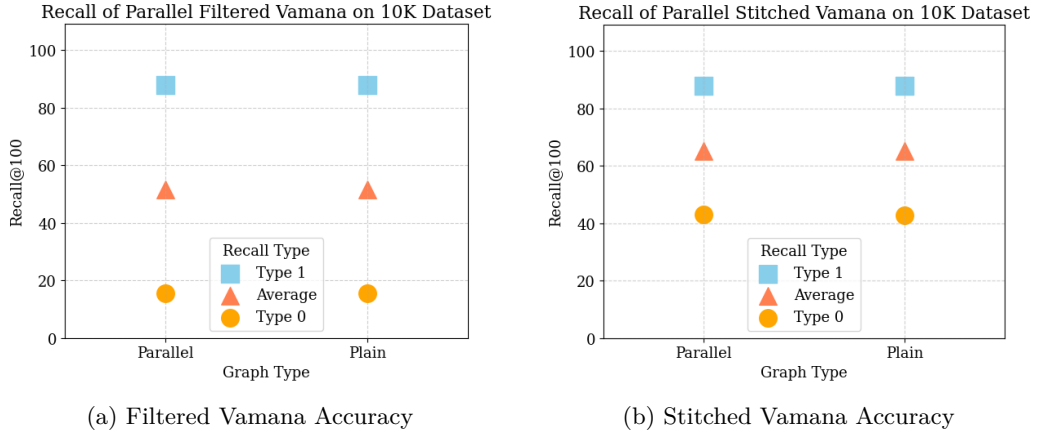 Recall of Parallel Filtered Vamana on 10K Dataset
100
80
60
40
20
0
Recall@100
Recall Type
Type 1
Average
Type 0
Parallel
Plain
Graph Type
(a) Filtered Vamana Accuracy
Recall of Parallel Stitched Vamana on 10K Dataset
100
80
60
40
20
0
Recall@100
Recall Type
Type 1
Average
Type 0
Parallel
Plain
Graph Type
(b) Stitched Vamana Accuracy